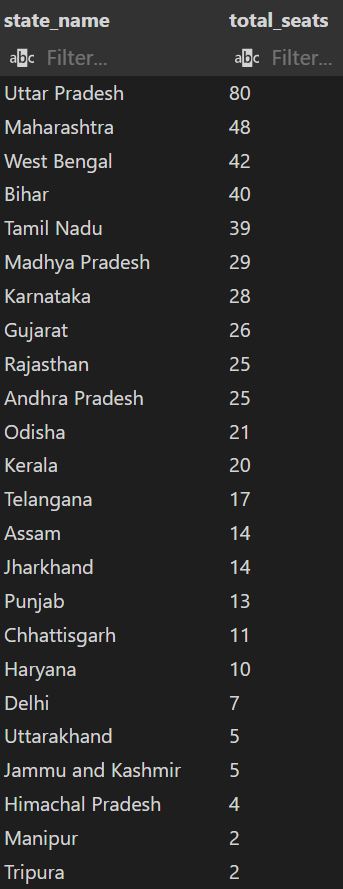 state_name total_seats
abc Filter... abc Filter...
Uttar Pradesh 80
Maharashtra 48
West Bengal 42
Bihar 40
Tamil Nadu 39
Madhya Pradesh 29
Karnataka 28
Gujarat 26
Rajasthan 25
Andhra Pradesh 25
Odisha 21
Kerala 20
Telangana 17
Assam 14
Jharkhand 14
Punjab 13
Chhattisgarh 11
Haryana 10
Delhi 7
Uttarakhand 5
Jammu and Kashmir 5
Himachal Pradesh 4
Manipur 2
Tripura 2